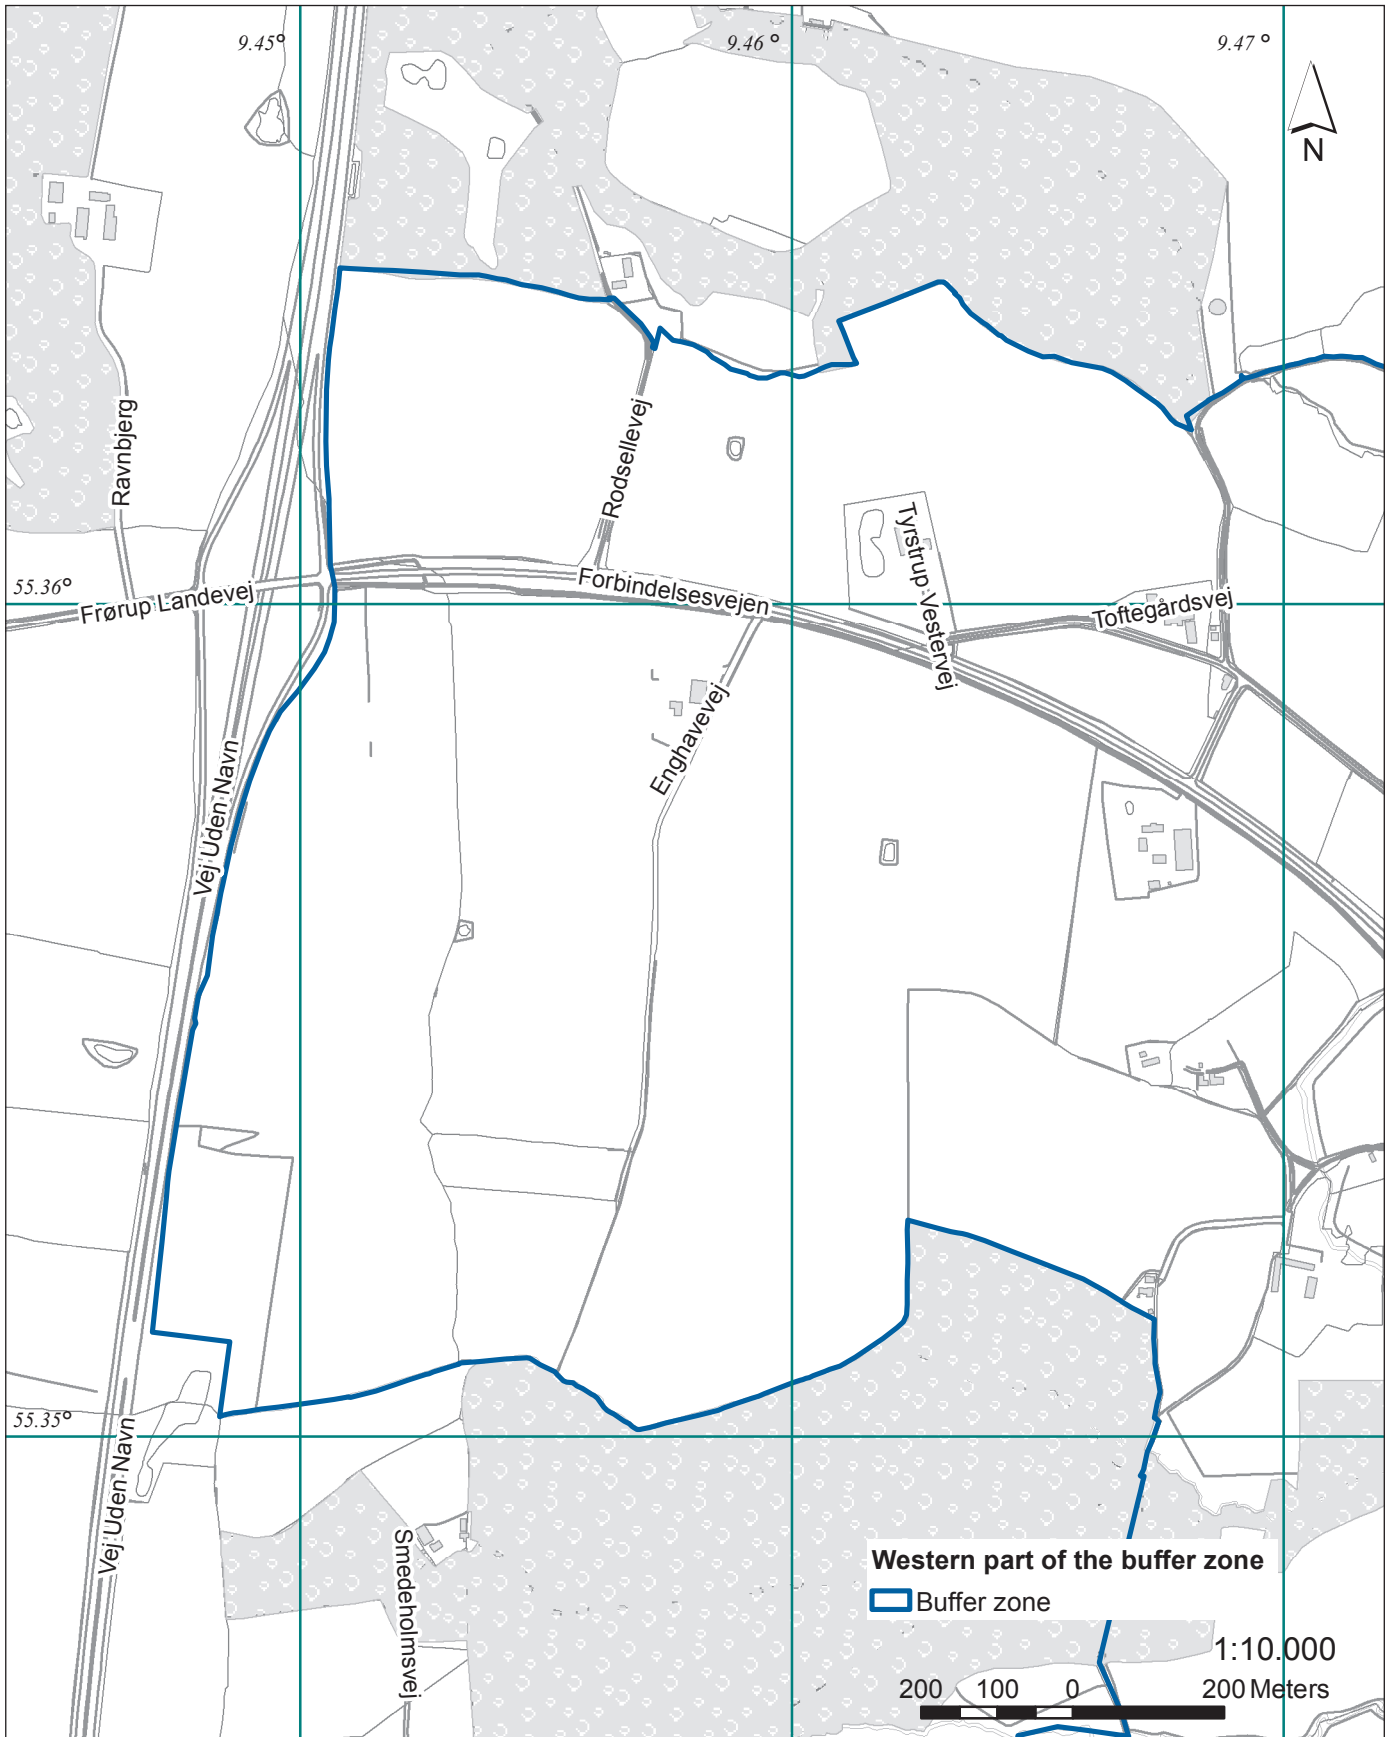 9.45°
9.46°
9.47°
N
Ravnbjerg
Rodsellevej
Tyrstrup Vestervej
55.36°
Frørup Landevej
Forbindelsesvejen
Toftegårdsvej
Enghavevej
Vej Uden Navn
55.35°
Vej Uden Navn
Smedeholmsvej
Western part of the buffer zone
Buffer zone
1:10.000
200 100 0 200 Meters